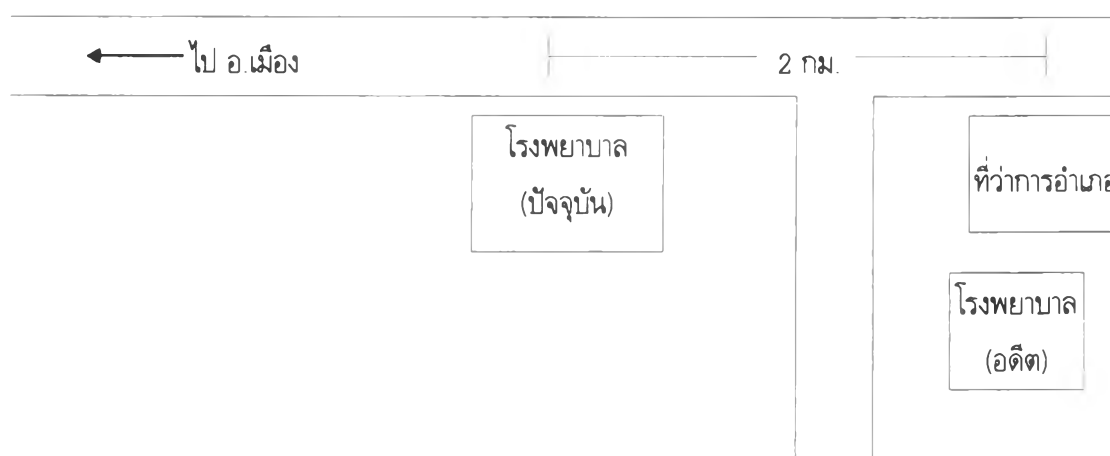 ไป อ.เมือง
2 กม.
โรงพยาบาล
(ปัจจุบัน)
ที่ว่าการอำเภอ
โรงพยาบาล
(อดีต)